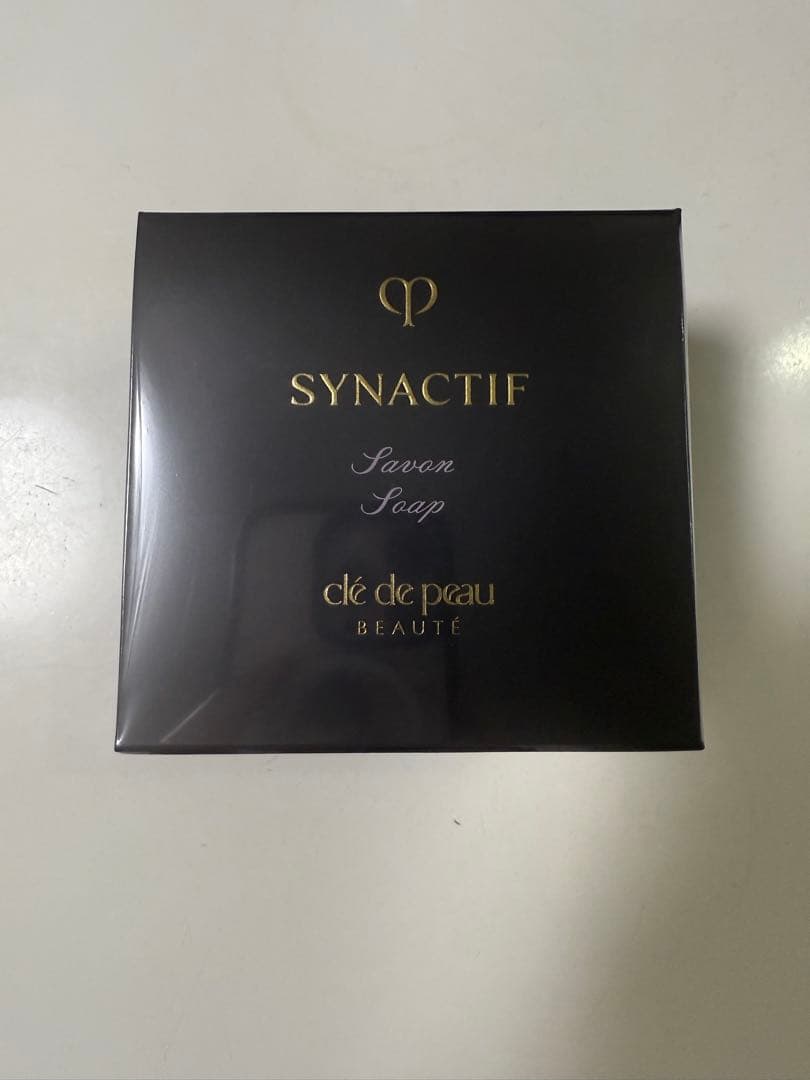 SYNACTIF
Savon
Soap
clé de peau
BEAUTÉ